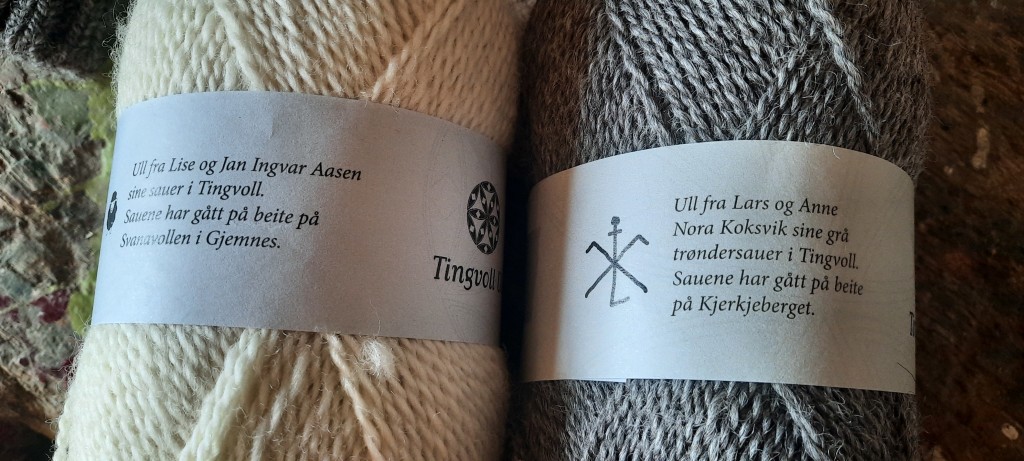 Ull fra Lise og Jan Ingvar Aasen
sine sauer i Tingvoll.
Sauene har gått på beite på
Svanavollen i Gjemnes.
Tingvoll
Ull fra Lars og Anne
Nora Koksvik sine grå
trøndersauer i Tingvoll.
Sauene har gått på beite
på Kjerkjeberget.